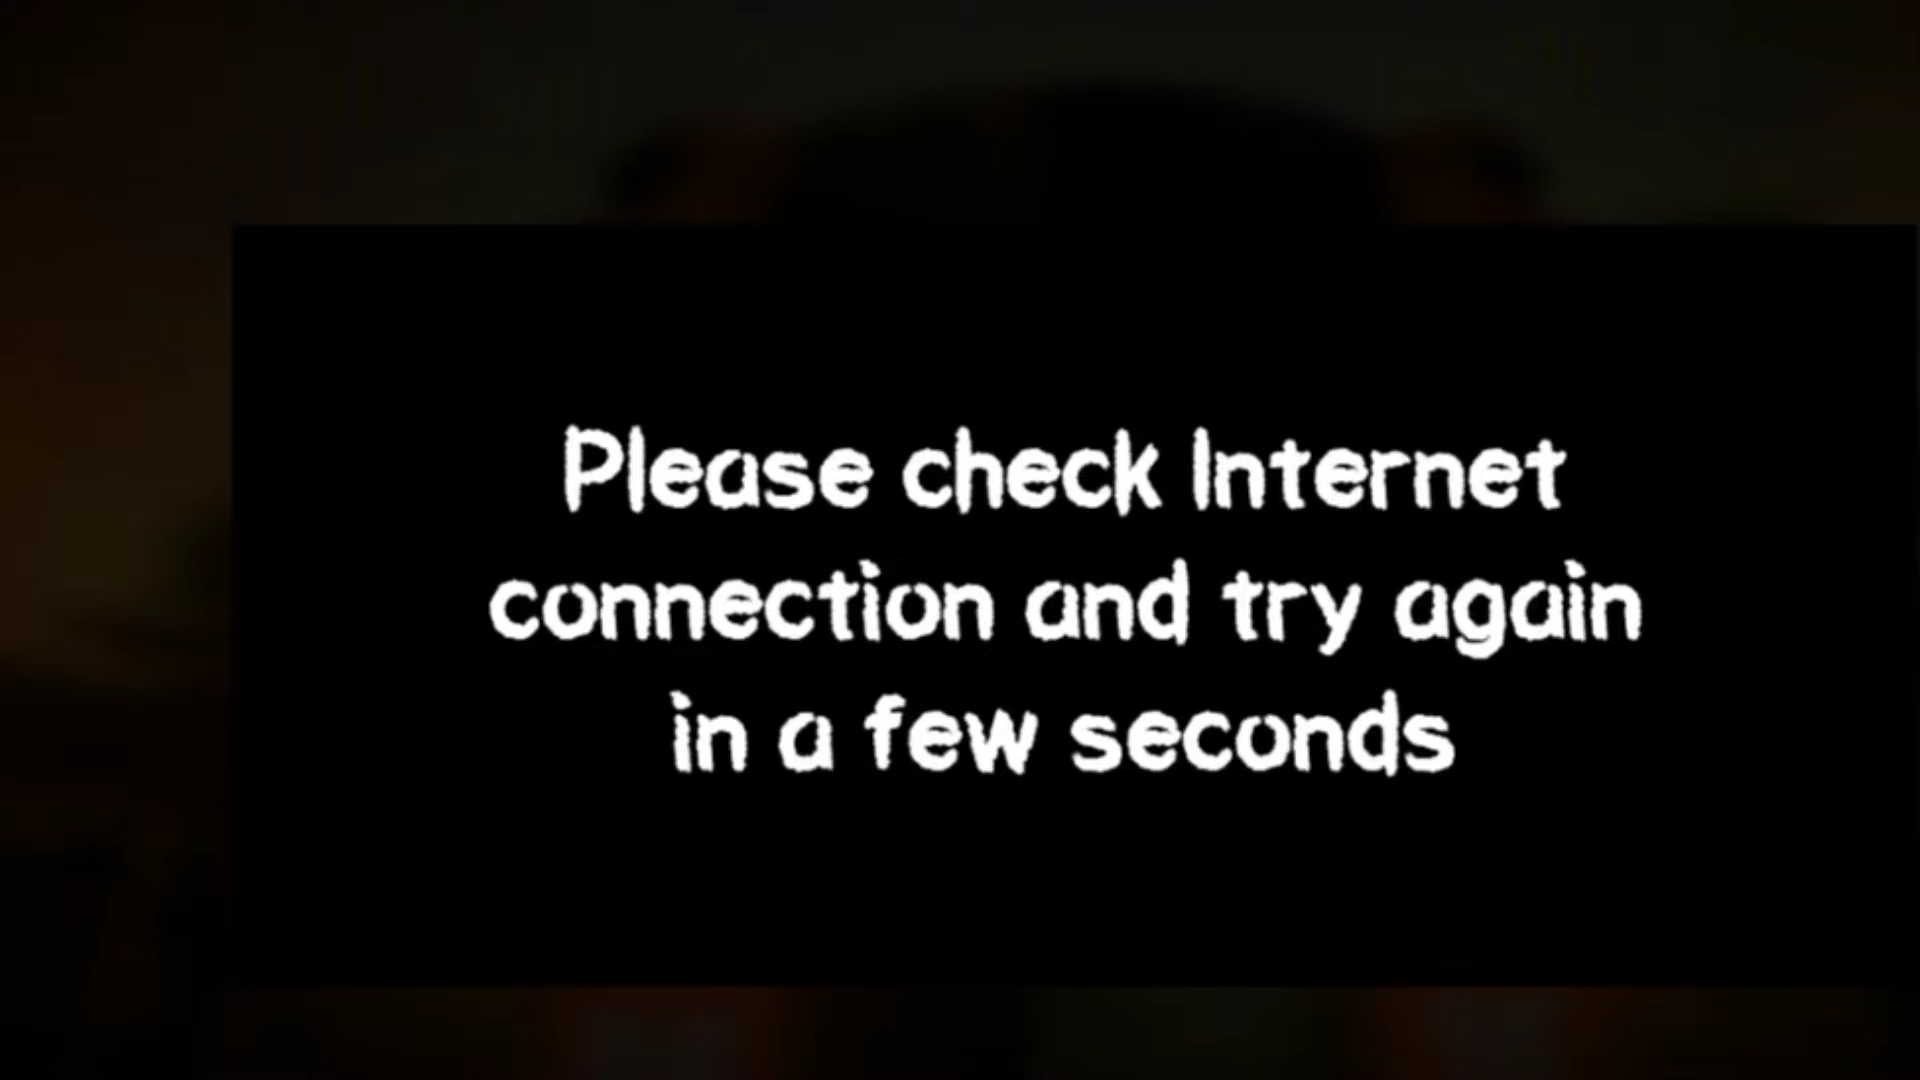 Please check Internet
connection and try again
in a few seconds